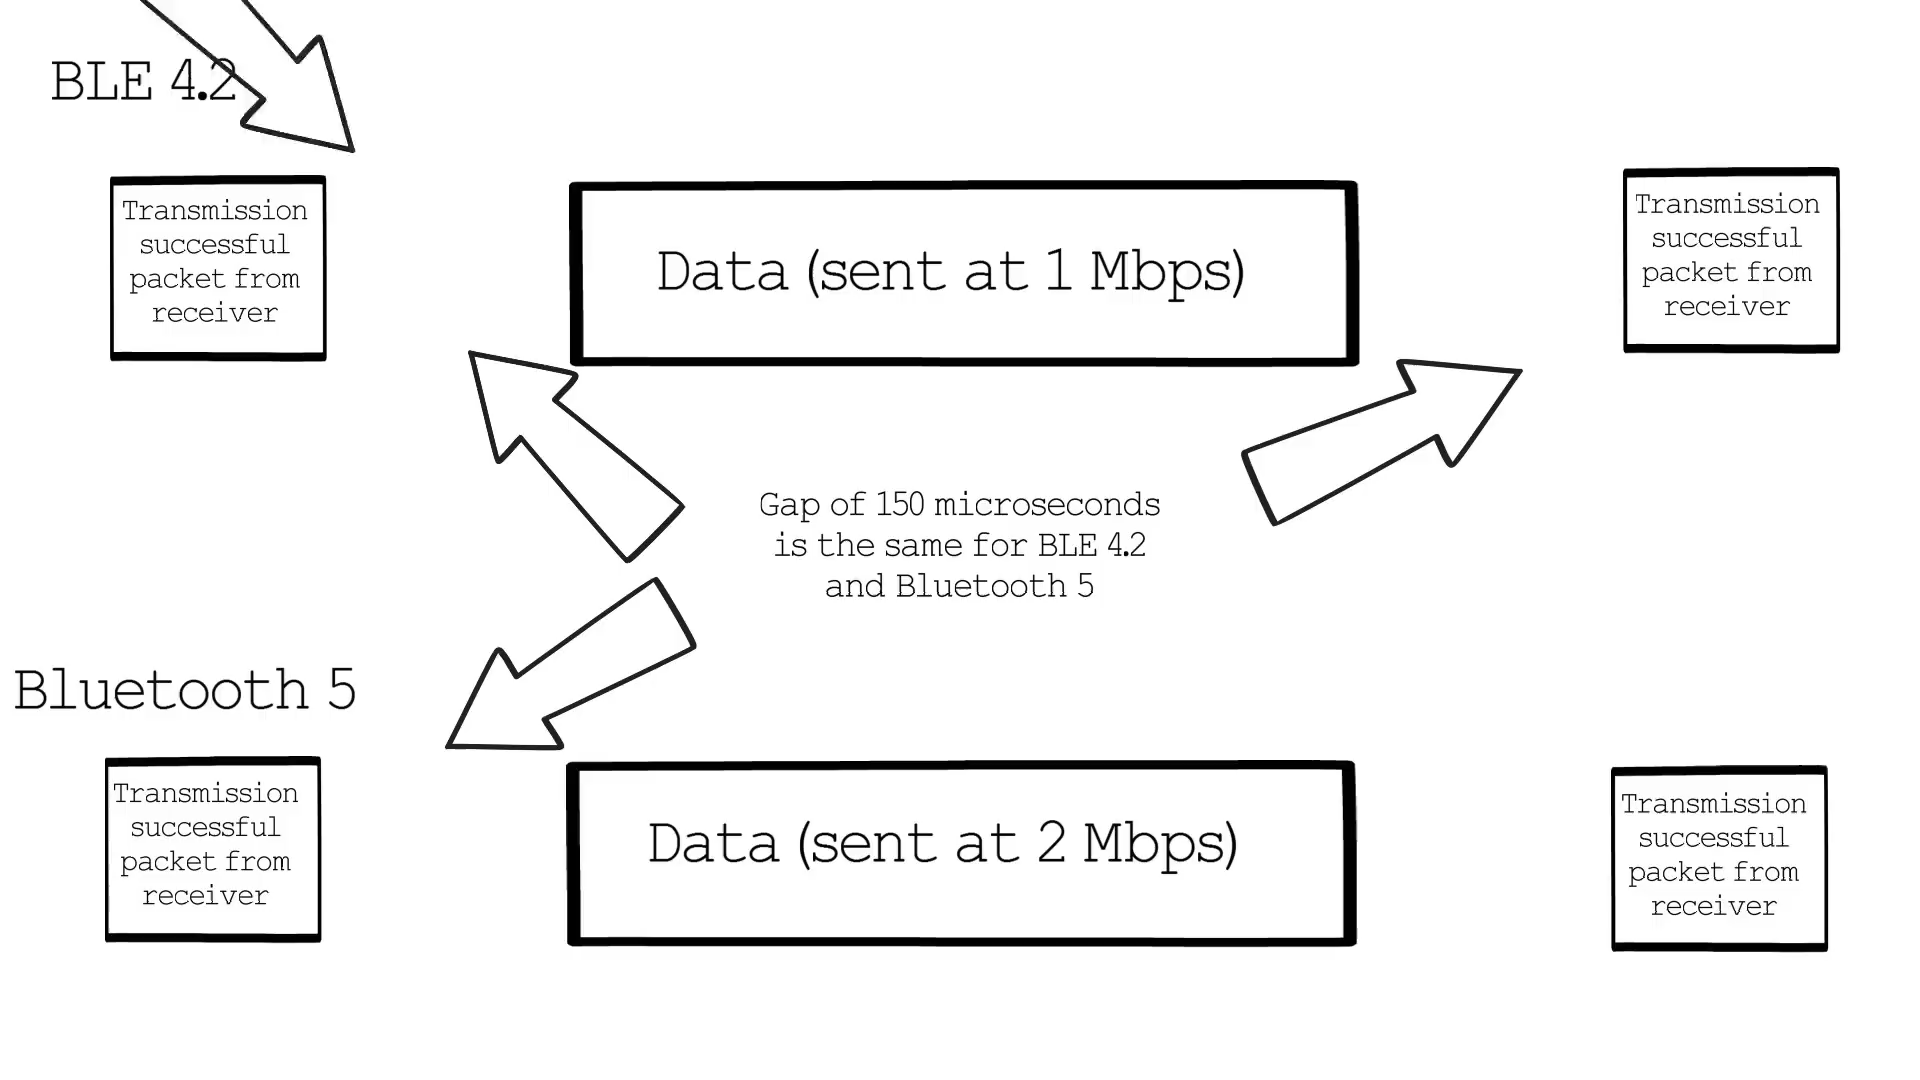 BLE 4.2
Transmission
successful
packet from
receiver
Data (sent at 1 Mbps)
Transmission
successful
packet from
receiver
Gap of 150 microseconds
is the same for BLE 4.2
and Bluetooth 5
Bluetooth 5
Transmission
successful
packet from
receiver
Data (sent at 2 Mbps)
Transmission
successful
packet from
receiver